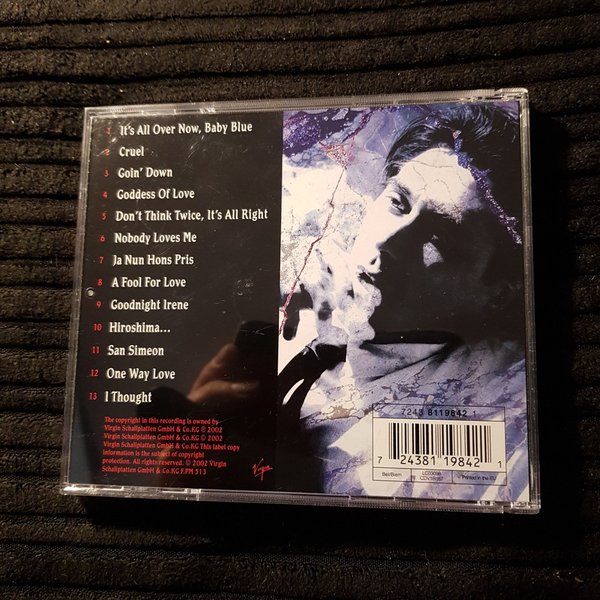 1 It's All Over Now, Baby Blue
2 Cruel
3 Goin' Down
4 Goddess Of Love
5 Don't Think Twice, It's All Right
6 Nobody Loves Me
7 Ja Nun Hons Pris
8 A Fool For Love
9 Goodnight Irene
10 Hiroshima...
11 San Simeon
12 One Way Love
13 I Thought
The copyright in this recording is owned by
Virgin Schallplatten GmbH & Co.KG ℗ 2002
Virgin Schallplatten GmbH & Co.KG © 2002
Virgin Schallplatten GmbH & Co.KG This label copy
information is the subject of copyright
protection. All rights reserved. © 2002 Virgin
Schallplatten GmbH & Co.KG F.PM 513
Virgin
7243 8119842 1
7 24381 19842 1
Printed in the EU